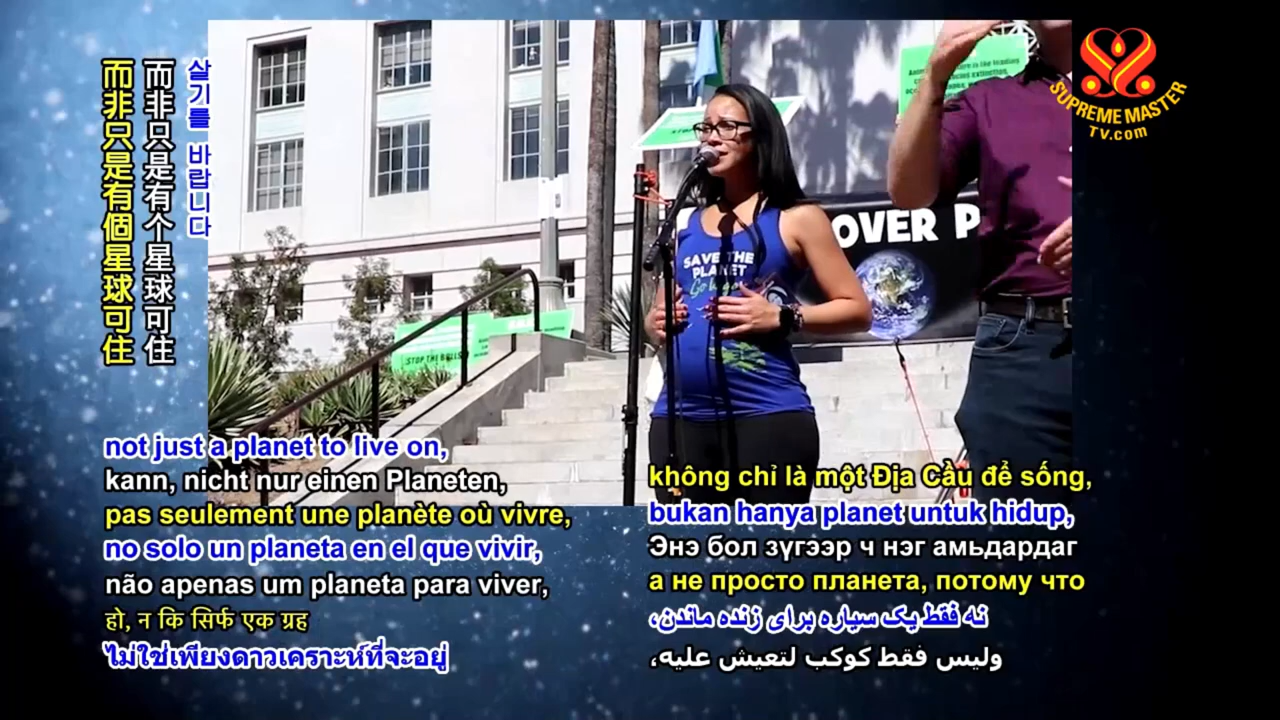 살기를 바랍니다
而非只是有个星球可住
而非只是有個星球可住
SUPREME MASTER
TV.com
OVER P
SAVE THE
PLANET
STOP THE
not just a planet to live on,
kann, nicht nur einen Planeten,
pas seulement une planète où vivre,
no solo un planeta en el que vivir,
não apenas um planeta para viver,
हो, न कि सिर्फ एक ग्रह
ไม่ใช่เพียงดาวเคราะห์ที่จะอยู่
không chỉ là một Địa Cầu để sống,
bukan hanya planet untuk hidup,
Энэ бол зүгээр ч нэг амьдардаг
а не просто планета, потому что
نه فقط یک سیاره برای زنده ماندن،
وليس فقط كوكب لتعيش عليه،